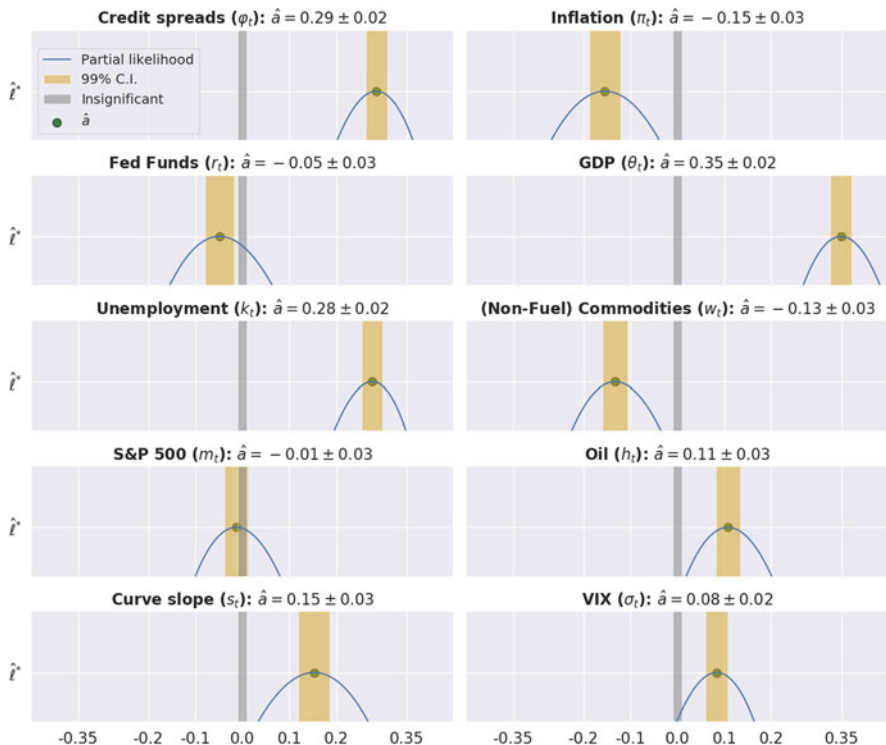 Credit spreads (φₜ): â = 0.29 ± 0.02
Inflation (πₜ): â = − 0.15 ± 0.03
Partial likelihood
99% C.I.
Insignificant
â
ℓ̂*
Fed Funds (rₜ): â = − 0.05 ± 0.03
GDP (θₜ): â = 0.35 ± 0.02
ℓ̂*
Unemployment (kₜ): â = 0.28 ± 0.02
(Non-Fuel) Commodities (wₜ): â = − 0.13 ± 0.03
ℓ̂*
S&P 500 (mₜ): â = − 0.01 ± 0.03
Oil (hₜ): â = 0.11 ± 0.03
ℓ̂*
Curve slope (sₜ): â = 0.15 ± 0.03
VIX (σₜ): â = 0.08 ± 0.02
ℓ̂*
-0.35 -0.1 0.0 0.1 0.2 0.35
-0.35 -0.1 0.0 0.1 0.2 0.35